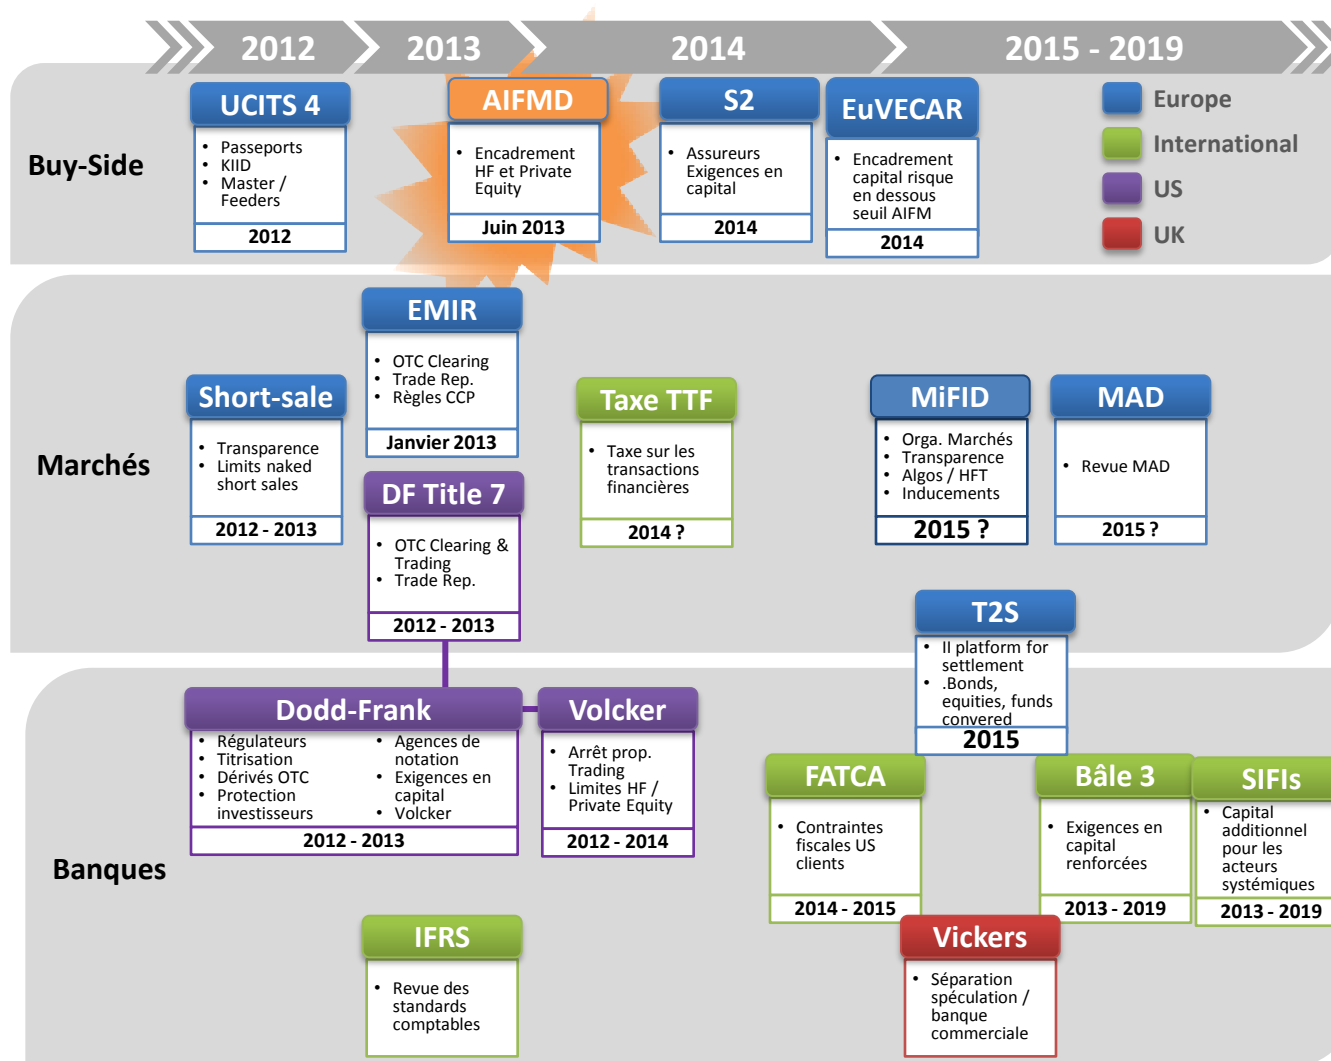 2012
2013
2014
2015 - 2019
Buy-Side
UCITS 4
• Passeports
• KIID
• Master /
Feeders
2012
AIFMD
• Encadrement
HF et Private
Equity
Juin 2013
S2
• Assureurs
Exigences en
capital
2014
EuVECAR
• Encadrement
capital risque
en dessous
seuil AIFM
2014
Europe
International
US
UK
Marchés
Short-sale
• Transparence
• Limits naked
short sales
2012 - 2013
EMIR
• OTC Clearing
• Trade Rep.
• Règles CCP
Janvier 2013
DF Title 7
• OTC Clearing &
Trading
• Trade Rep.
2012 - 2013
Taxe TTF
• Taxe sur les
transactions
financières
2014 ?
MiFID
• Orga. Marchés
• Transparence
• Algos / HFT
• Inducements
2015 ?
MAD
• Revue MAD
2015 ?
T2S
• II platform for
settlement
• .Bonds,
equities, funds
convered
2015
Banques
Dodd-Frank
• Régulateurs
• Titrisation
• Dérivés OTC
• Protection
investisseurs
• Agences de
notation
• Exigences en
capital
• Volcker
2012 - 2013
Volcker
• Arrêt prop.
Trading
• Limites HF /
Private Equity
2012 - 2014
FATCA
• Contraintes
fiscales US
clients
2014 - 2015
Bâle 3
• Exigences en
capital
renforcées
2013 - 2019
SIFIs
• Capital
additionnel
pour les
acteurs
systémiques
2013 - 2019
IFRS
• Revue des
standards
comptables
Vickers
• Séparation
spéculation /
banque
commerciale